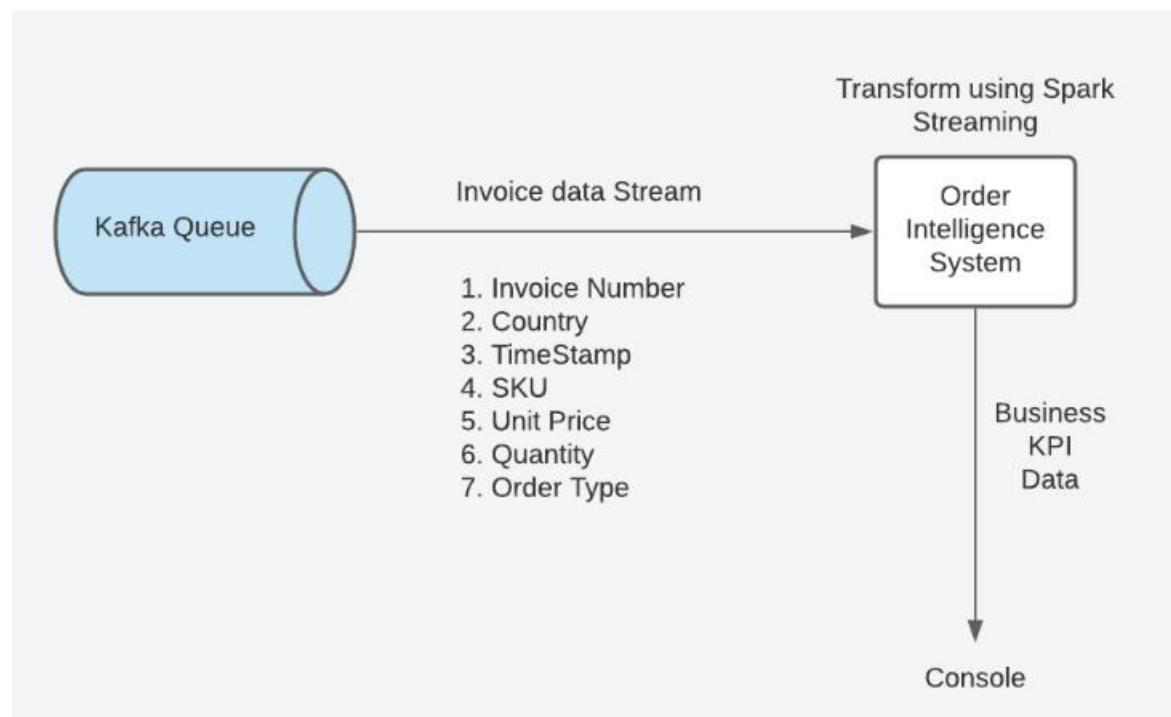 Transform using Spark
Streaming
Kafka Queue
Invoice data Stream
Order
Intelligence
System
1. Invoice Number
2. Country
3. TimeStamp
4. SKU
5. Unit Price
6. Quantity
7. Order Type
Business
KPI
Data
Console